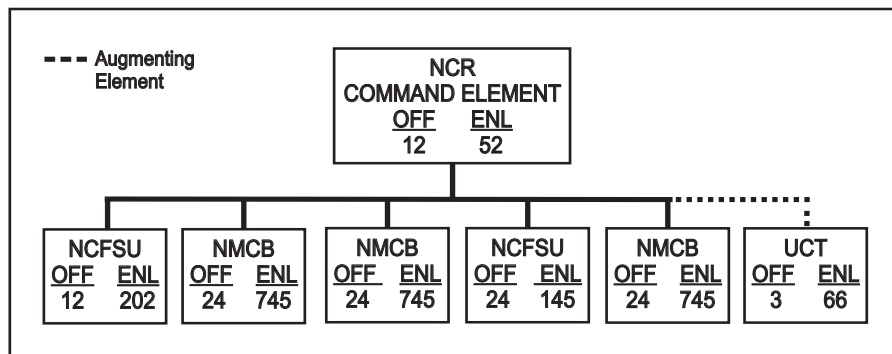 Augmenting
Element
NCR
COMMAND ELEMENT
OFF ENL
12 52
NCFSU
OFF ENL
12 202
NMCB
OFF ENL
24 745
NMCB
OFF ENL
24 745
NCFSU
OFF ENL
24 145
NMCB
OFF ENL
24 745
UCT
OFF ENL
3 66